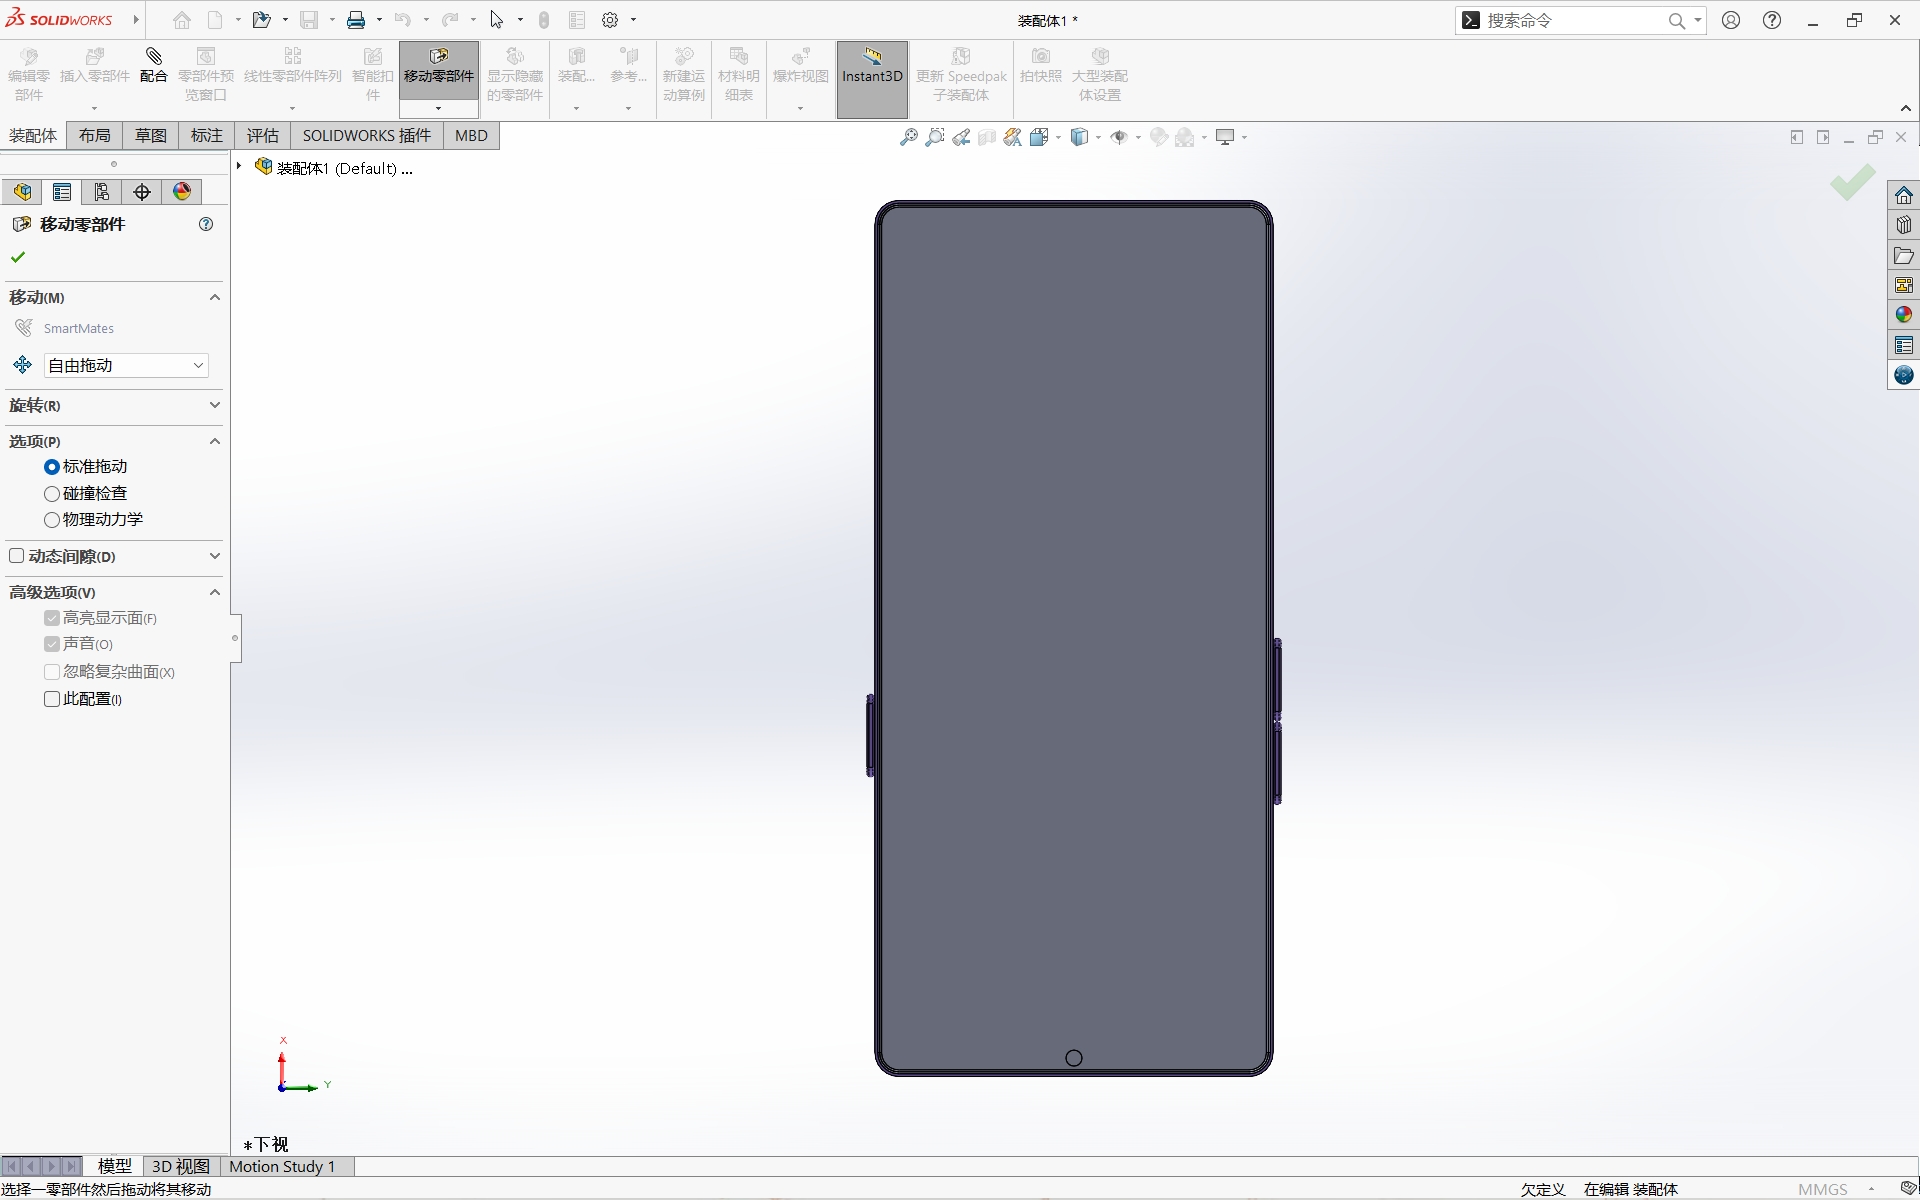 SOLIDWORKS
装配体1 *
搜索命令
编辑零部件
插入零部件
配合
零部件预览窗口
线性零部件阵列
智能扣件
移动零部件
显示隐藏的零部件
装配...
参考...
新建运动算例
材料明细表
爆炸视图
Instant3D
更新 Speedpak 子装配体
拍快照
大型装配体设置
装配体
布局
草图
标注
评估
SOLIDWORKS 插件
MBD
装配体1 (Default) ...
移动零部件
移动(M)
SmartMates
自由拖动
旋转(R)
选项(P)
标准拖动
碰撞检查
物理动力学
动态间隙(D)
高级选项(V)
高亮显示面(F)
声音(O)
忽略复杂曲面(X)
此配置(I)
X
Y
*下视
模型
3D 视图
Motion Study 1
选择一零部件然后拖动将其移动
欠定义
在编辑 装配体
MMGS